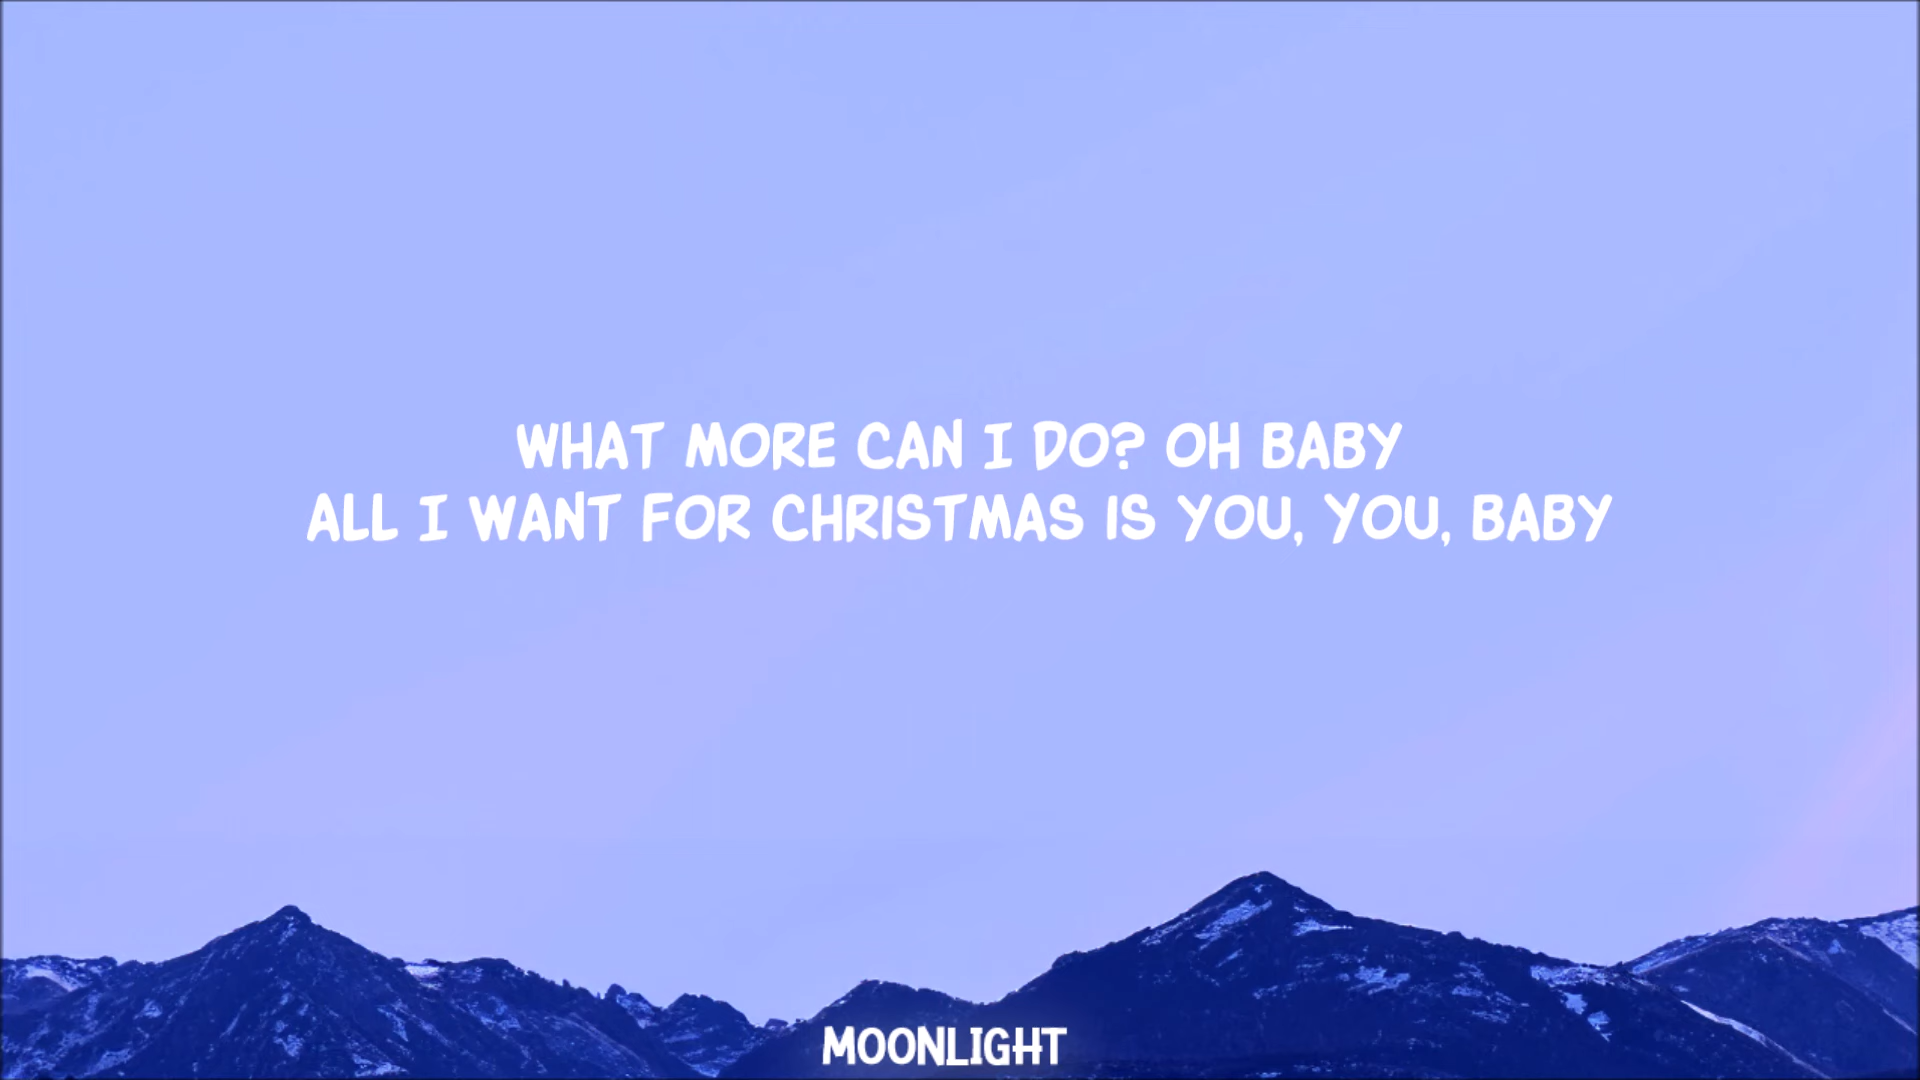 WHAT MORE CAN I DO? OH BABY
ALL I WANT FOR CHRISTMAS IS YOU, YOU, BABY
MOONLIGHT